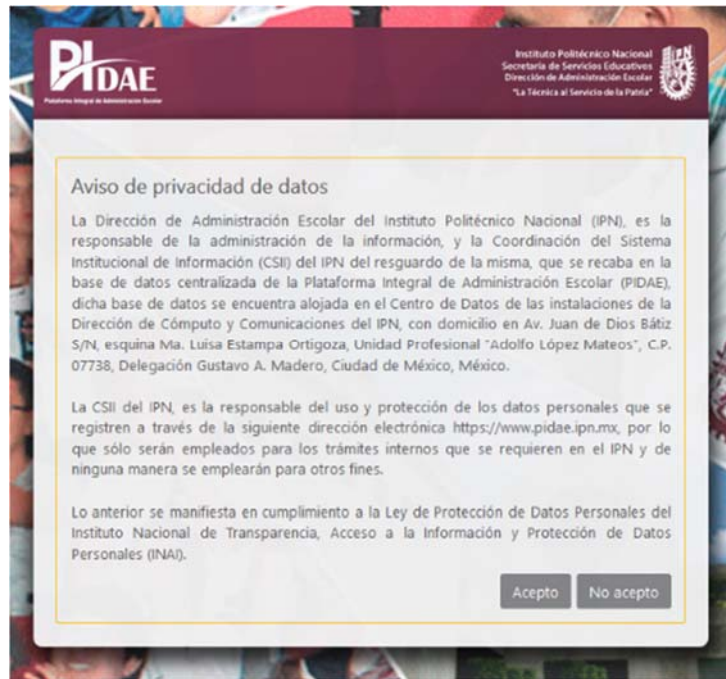 PIDAE
Plataforma Integral de Administración Escolar
Instituto Politécnico Nacional
Secretaría de Servicios Educativos
Dirección de Administración Escolar
"La Técnica al Servicio de la Patria"
IPN
Aviso de privacidad de datos
La Dirección de Administración Escolar del Instituto Politécnico Nacional (IPN), es la
responsable de la administración de la información, y la Coordinación del Sistema
Institucional de Información (CSII) del IPN del resguardo de la misma, que se recaba en la
base de datos centralizada de la Plataforma Integral de Administración Escolar (PIDAE),
dicha base de datos se encuentra alojada en el Centro de Datos de las instalaciones de la
Dirección de Cómputo y Comunicaciones del IPN, con domicilio en Av. Juan de Dios Bátiz
S/N, esquina Ma. Luisa Estampa Ortigoza, Unidad Profesional "Adolfo López Mateos", C.P.
07738, Delegación Gustavo A. Madero, Ciudad de México, México.
La CSII del IPN, es la responsable del uso y protección de los datos personales que se
registren a través de la siguiente dirección electrónica https://www.pidae.ipn.mx, por lo
que sólo serán empleados para los trámites internos que se requieren en el IPN y de
ninguna manera se emplearán para otros fines.
Lo anterior se manifiesta en cumplimiento a la Ley de Protección de Datos Personales del
Instituto Nacional de Transparencia, Acceso a la Información y Protección de Datos
Personales (INAI).
Acepto
No acepto